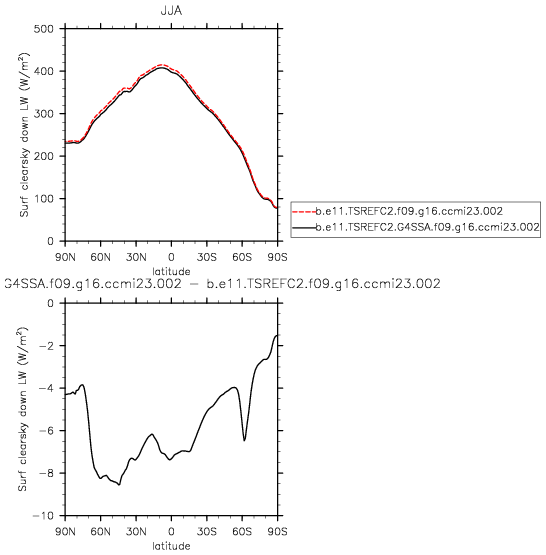 JJA
500
400
300
200
100
0
Surf clearsky down LW (W/m²)
90N 60N 30N 0 30S 60S 90S
latitude
b.e11.TSREFC2.f09.g16.ccmi23.002
b.e11.TSREFC2.G4SSA.f09.g16.ccmi23.002
G4SSA.f09.g16.ccmi23.002 − b.e11.TSREFC2.f09.g16.ccmi23.002
0
−2
−4
−6
−8
−10
Surf clearsky down LW (W/m²)
90N 60N 30N 0 30S 60S 90S
latitude